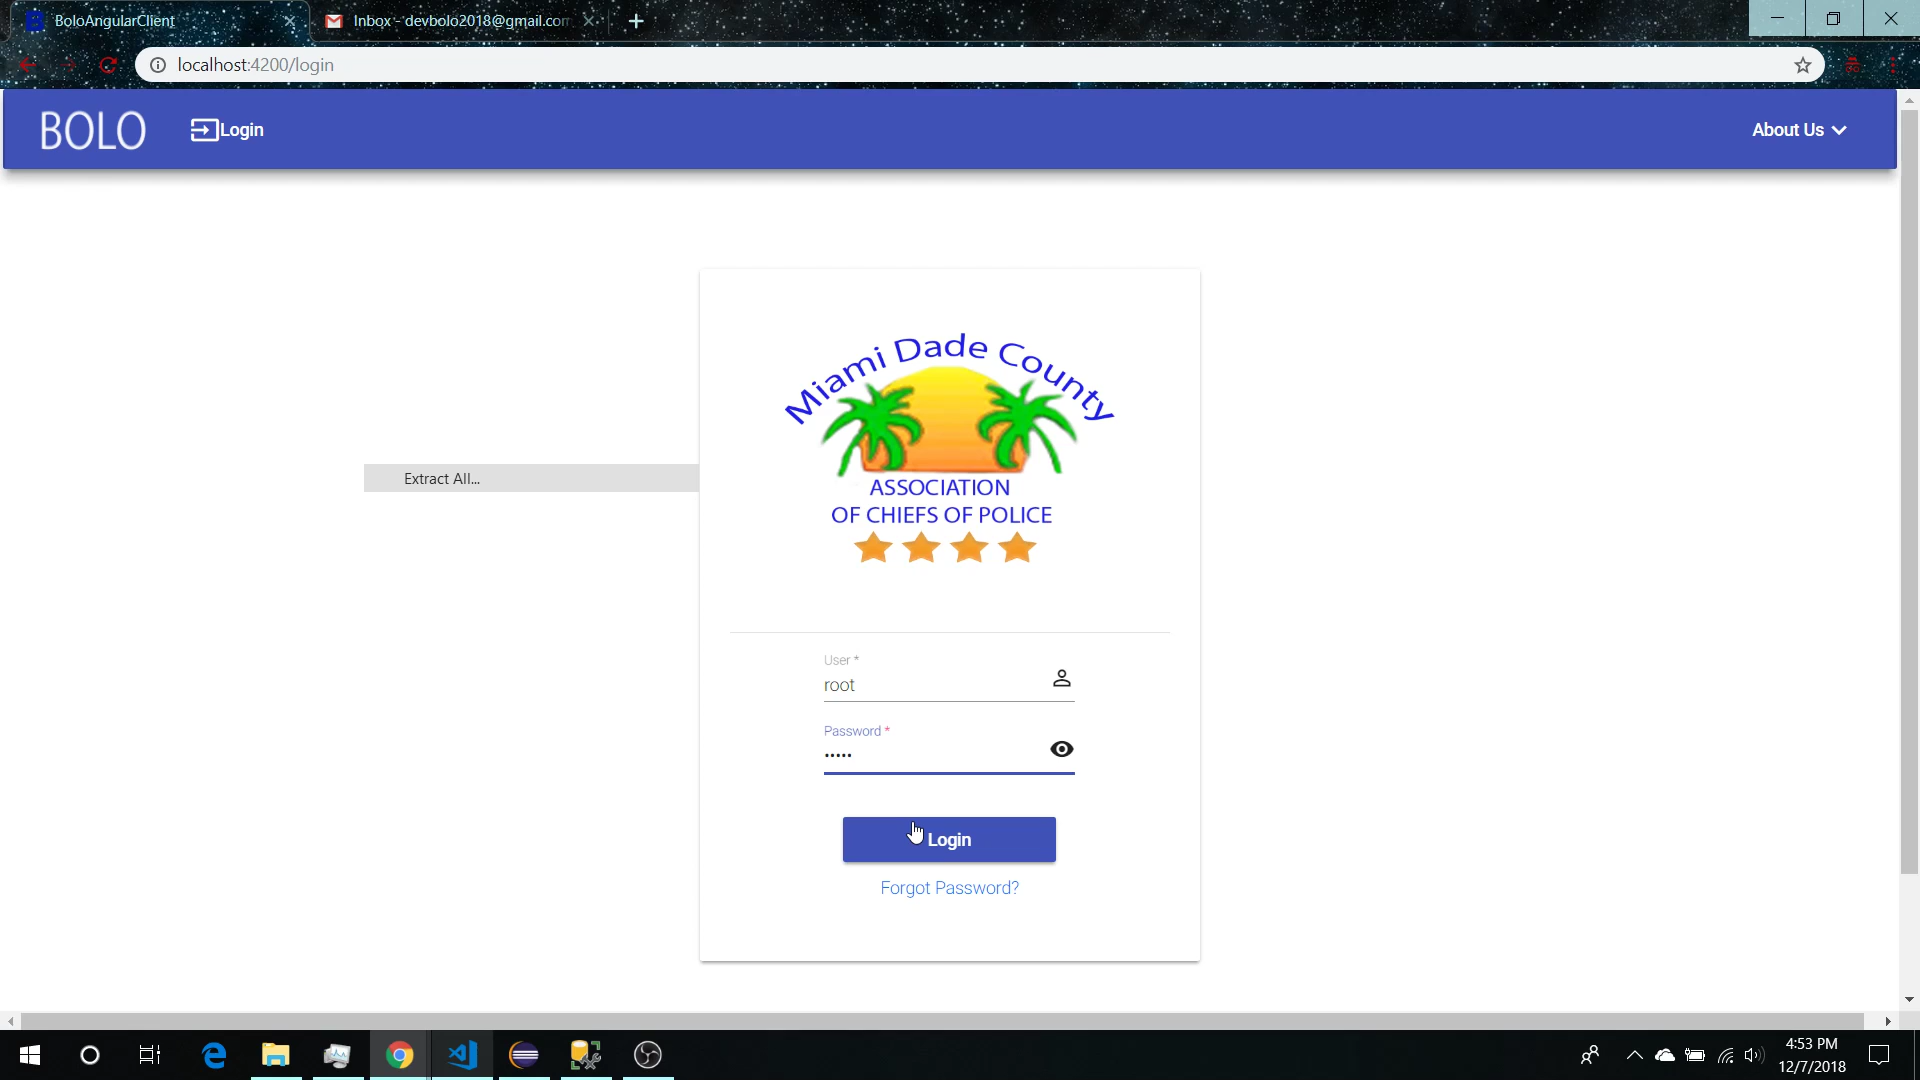 BoloAngularClient
Inbox - devbolo2018@gmail.com
localhost:4200/login
BOLO
Login
About Us
Extract All...
Miami Dade County
ASSOCIATION
OF CHIEFS OF POLICE
User *
root
Password *
•••••
Login
Forgot Password?
4:53 PM
12/7/2018